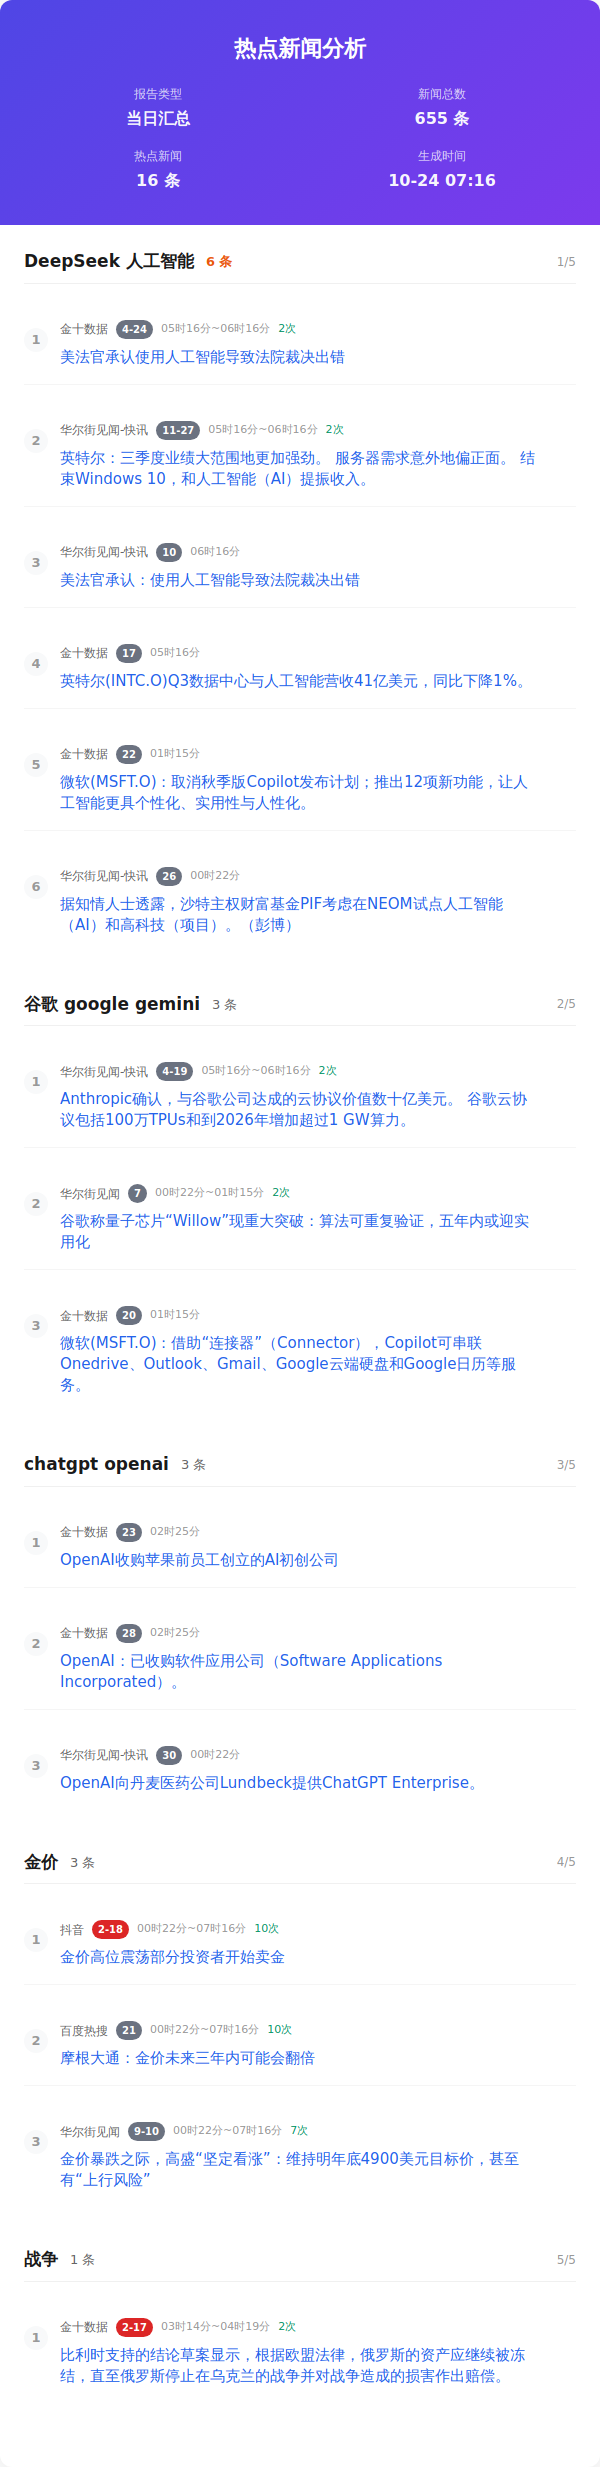 热点新闻分析
报告类型
当日汇总
新闻总数
655 条
热点新闻
16 条
生成时间
10-24 07:16
DeepSeek 人工智能 6 条 1/5
1
金十数据 4-24 05时16分~06时16分 2次
美法官承认使用人工智能导致法院裁决出错
2
华尔街见闻-快讯 11-27 05时16分~06时16分 2次
英特尔：三季度业绩大范围地更加强劲。 服务器需求意外地偏正面。 结
束Windows 10，和人工智能（AI）提振收入。
3
华尔街见闻-快讯 10 06时16分
美法官承认：使用人工智能导致法院裁决出错
4
金十数据 17 05时16分
英特尔(INTC.O)Q3数据中心与人工智能营收41亿美元，同比下降1%。
5
金十数据 22 01时15分
微软(MSFT.O)：取消秋季版Copilot发布计划；推出12项新功能，让人
工智能更具个性化、实用性与人性化。
6
华尔街见闻-快讯 26 00时22分
据知情人士透露，沙特主权财富基金PIF考虑在NEOM试点人工智能
（AI）和高科技（项目）。（彭博）
谷歌 google gemini 3 条 2/5
1
华尔街见闻-快讯 4-19 05时16分~06时16分 2次
Anthropic确认，与谷歌公司达成的云协议价值数十亿美元。 谷歌云协
议包括100万TPUs和到2026年增加超过1 GW算力。
2
华尔街见闻 7 00时22分~01时15分 2次
谷歌称量子芯片“Willow”现重大突破：算法可重复验证，五年内或迎实
用化
3
金十数据 20 01时15分
微软(MSFT.O)：借助“连接器”（Connector），Copilot可串联
Onedrive、Outlook、Gmail、Google云端硬盘和Google日历等服
务。
chatgpt openai 3 条 3/5
1
金十数据 23 02时25分
OpenAI收购苹果前员工创立的AI初创公司
2
金十数据 28 02时25分
OpenAI：已收购软件应用公司（Software Applications
Incorporated）。
3
华尔街见闻-快讯 30 00时22分
OpenAI向丹麦医药公司Lundbeck提供ChatGPT Enterprise。
金价 3 条 4/5
1
抖音 2-18 00时22分~07时16分 10次
金价高位震荡部分投资者开始卖金
2
百度热搜 21 00时22分~07时16分 10次
摩根大通：金价未来三年内可能会翻倍
3
华尔街见闻 9-10 00时22分~07时16分 7次
金价暴跌之际，高盛“坚定看涨”：维持明年底4900美元目标价，甚至
有“上行风险”
战争 1 条 5/5
1
金十数据 2-17 03时14分~04时19分 2次
比利时支持的结论草案显示，根据欧盟法律，俄罗斯的资产应继续被冻
结，直至俄罗斯停止在乌克兰的战争并对战争造成的损害作出赔偿。